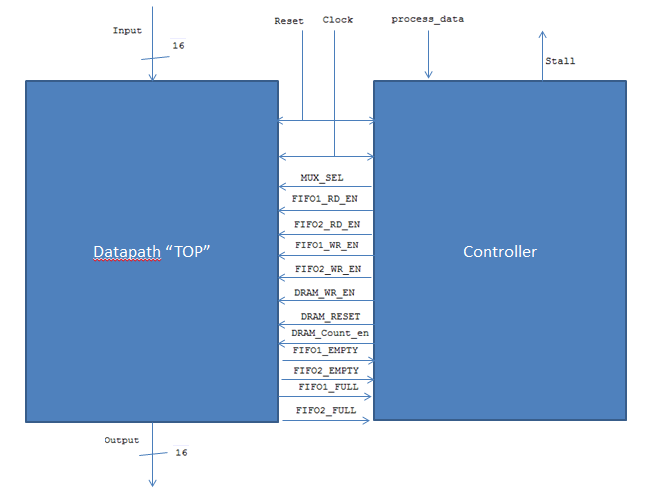 Reset Clock process_data
Input
16
Stall
MUX_SEL
FIFO1_RD_EN
FIFO2_RD_EN
FIFO1_WR_EN
Datapath “TOP”
Controller
FIFO2_WR_EN
DRAM_WR_EN
DRAM_RESET
DRAM_Count_en
FIFO1_EMPTY
FIFO2_EMPTY
FIFO1_FULL
FIFO2_FULL
Output
16